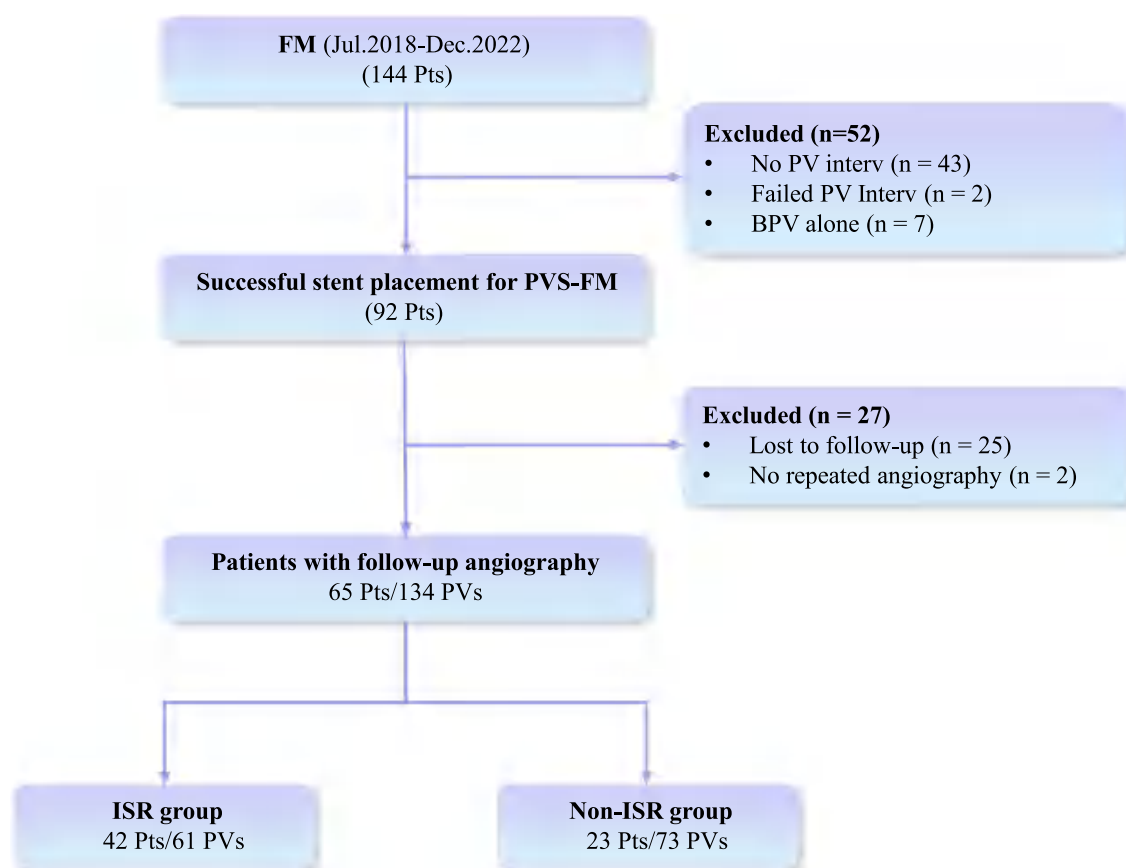 FM (Jul.2018-Dec.2022)
(144 Pts)
Excluded (n=52)
• No PV interv (n = 43)
• Failed PV Interv (n = 2)
• BPV alone (n = 7)
Successful stent placement for PVS-FM
(92 Pts)
Excluded (n = 27)
• Lost to follow-up (n = 25)
• No repeated angiography (n = 2)
Patients with follow-up angiography
65 Pts/134 PVs
ISR group
42 Pts/61 PVs
Non-ISR group
23 Pts/73 PVs